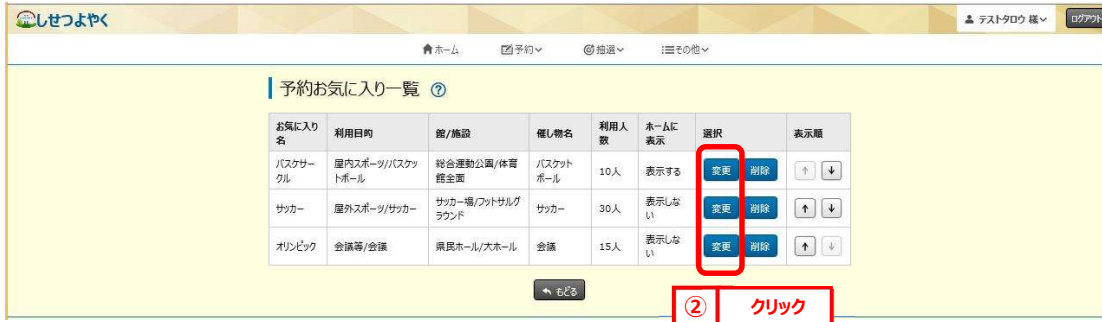 しせつよやく
テストタロウ 様
ログアウト
ホーム 予約 抽選 その他
予約お気に入り一覧 ?
お気に入り名 利用目的 館/施設 催し物名 利用人数 ホームに表示 選択 表示順
バスケサークル 屋内スポーツ/バスケットボール 総合運動公園/体育館全面 バスケットボール 10人 表示する 変更 削除 ↑ ↓
サッカー 屋外スポーツ/サッカー サッカー場/フットサルグラウンド サッカー 30人 表示しない 変更 削除 ↑ ↓
オリンピック 会議等/会議 県民ホール/大ホール 会議 15人 表示しない 変更 削除 ↑ ↓
もどる
② クリック